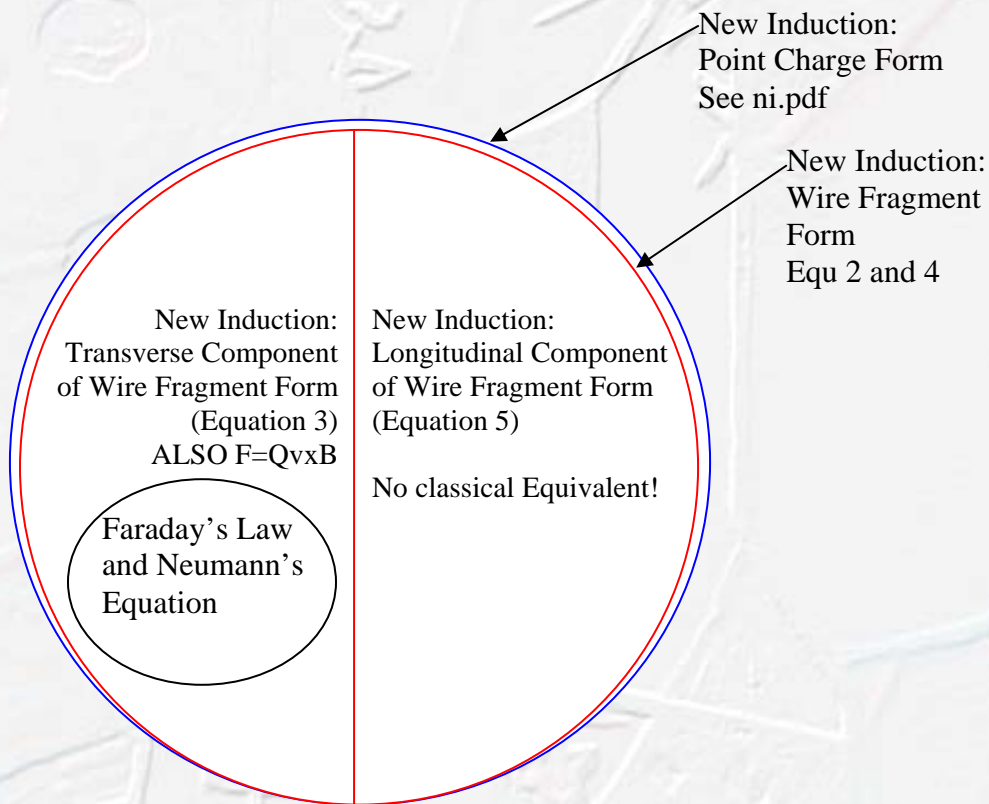 New Induction:
Point Charge Form
See ni.pdf
New Induction:
Wire Fragment
Form
Equ 2 and 4
New Induction:
Transverse Component
of Wire Fragment Form
(Equation 3)
ALSO F=QvxB
New Induction:
Longitudinal Component
of Wire Fragment Form
(Equation 5)
No classical Equivalent!
Faraday's Law
and Neumann's
Equation